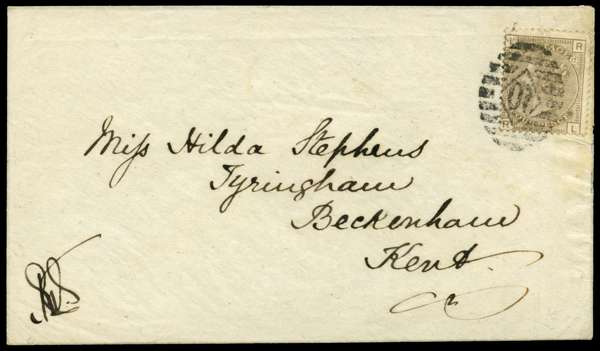 Miss Hilda Stephens
Tyringham
Beckenham
Kent.
R
R
L